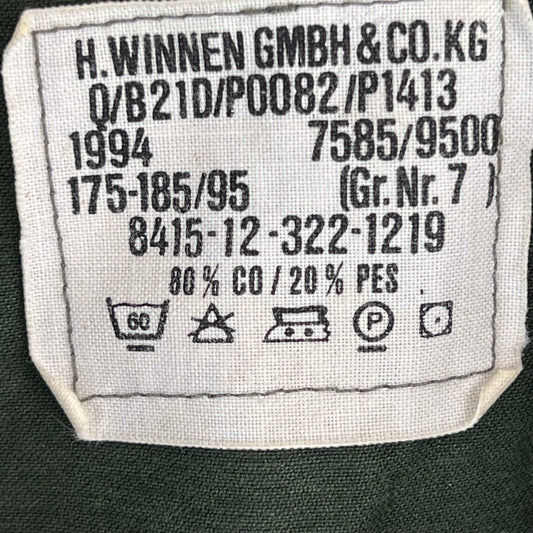 H. WINNEN GMBH & CO. KG
Q/B21D/P0082/P1413
1994 7585/9500
175-185/95 (Gr. Nr. 7 )
8415-12-322-1219
80 % CO / 20 % PES
60 P